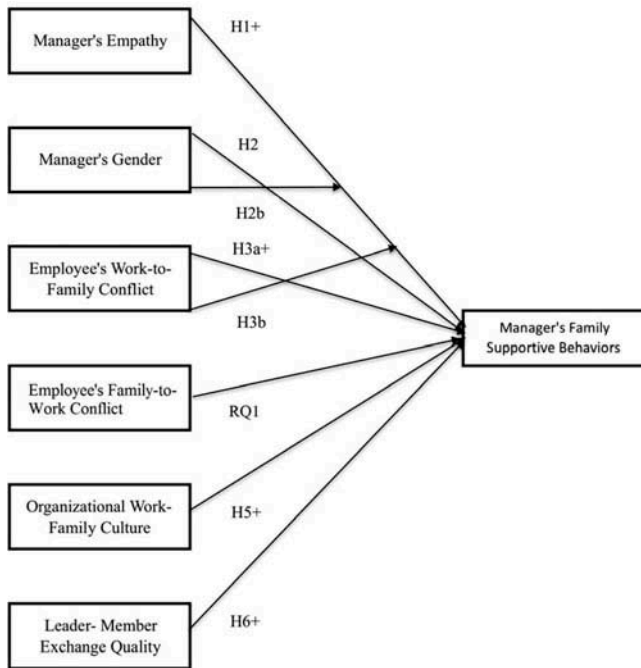 Manager's Empathy
H1+
Manager's Gender
H2
H2b
Employee's Work-to-
Family Conflict
H3a+
H3b
Manager's Family
Supportive Behaviors
Employee's Family-to-
Work Conflict
RQ1
Organizational Work-
Family Culture
H5+
Leader- Member
Exchange Quality
H6+